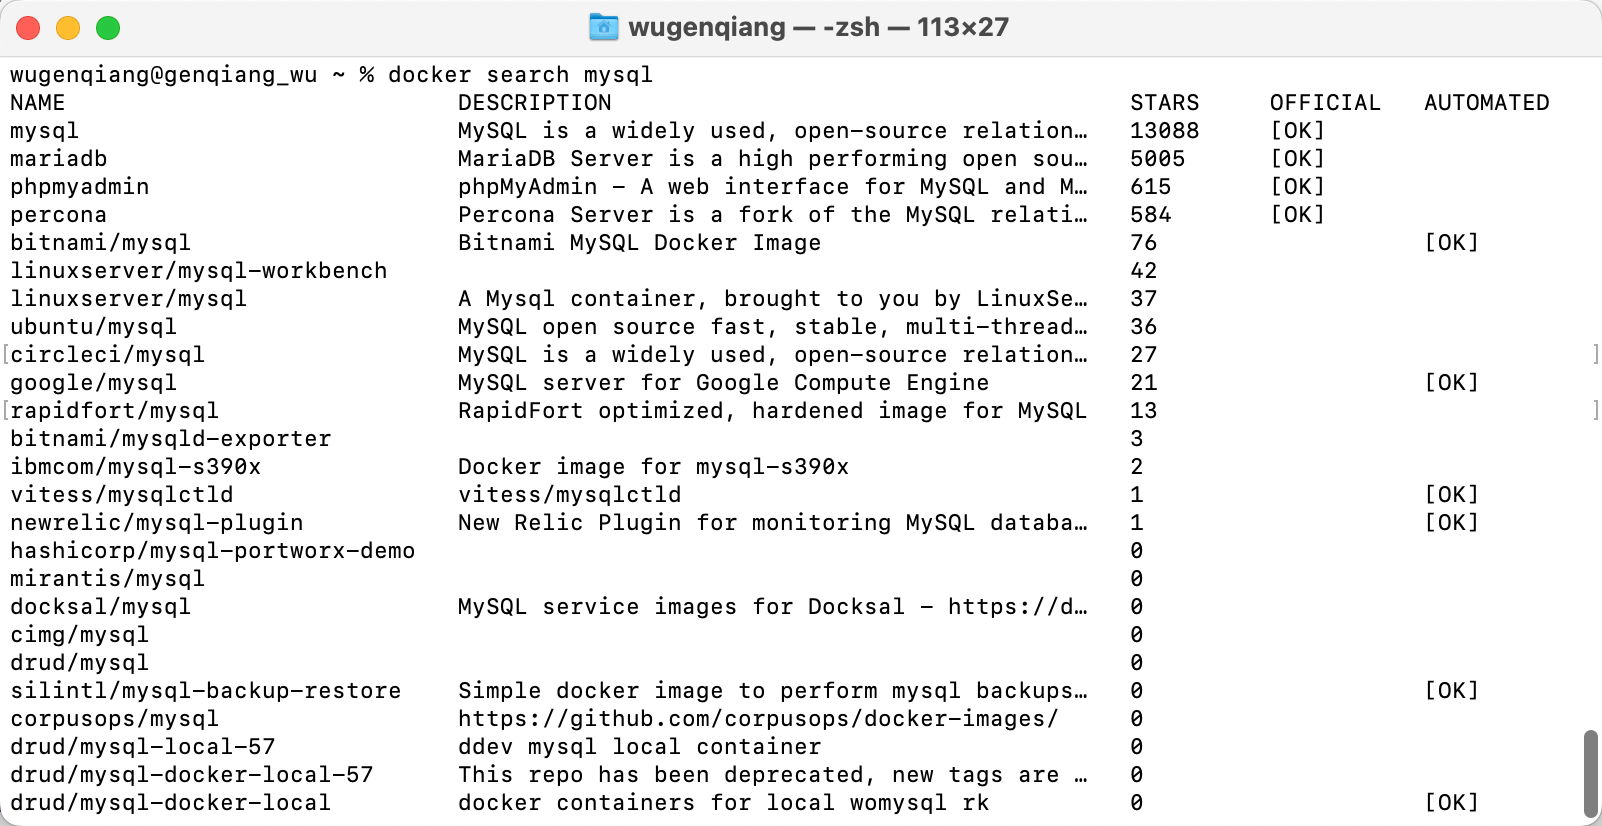 wugenqiang — -zsh — 113×27
wugenqiang@genqiang_wu ~ % docker search mysql
NAME DESCRIPTION STARS OFFICIAL AUTOMATED
mysql MySQL is a widely used, open-source relation… 13088 [OK]
mariadb MariaDB Server is a high performing open sou… 5005 [OK]
phpmyadmin phpMyAdmin - A web interface for MySQL and M… 615 [OK]
percona Percona Server is a fork of the MySQL relati… 584 [OK]
bitnami/mysql Bitnami MySQL Docker Image 76 [OK]
linuxserver/mysql-workbench 42
linuxserver/mysql A Mysql container, brought to you by LinuxSe… 37
ubuntu/mysql MySQL open source fast, stable, multi-thread… 36
[circleci/mysql MySQL is a widely used, open-source relation… 27 ]
google/mysql MySQL server for Google Compute Engine 21 [OK]
[rapidfort/mysql RapidFort optimized, hardened image for MySQL 13 ]
bitnami/mysqld-exporter 3
ibmcom/mysql-s390x Docker image for mysql-s390x 2
vitess/mysqlctld vitess/mysqlctld 1 [OK]
newrelic/mysql-plugin New Relic Plugin for monitoring MySQL databa… 1 [OK]
hashicorp/mysql-portworx-demo 0
mirantis/mysql 0
docksal/mysql MySQL service images for Docksal - https://d… 0
cimg/mysql 0
drud/mysql 0
silintl/mysql-backup-restore Simple docker image to perform mysql backups… 0 [OK]
corpusops/mysql https://github.com/corpusops/docker-images/ 0
drud/mysql-local-57 ddev mysql local container 0
drud/mysql-docker-local-57 This repo has been deprecated, new tags are … 0
drud/mysql-docker-local docker containers for local womysql rk 0 [OK]